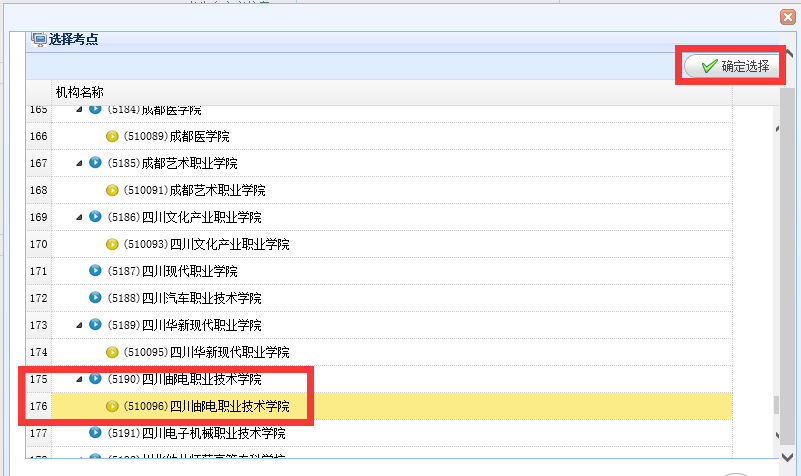 选择考点
确定选择
机构名称
165 (5184)成都医学院
166 (510089)成都医学院
167 (5185)成都艺术职业学院
168 (510091)成都艺术职业学院
169 (5186)四川文化产业职业学院
170 (510093)四川文化产业职业学院
171 (5187)四川现代职业学院
172 (5188)四川汽车职业技术学院
173 (5189)四川华新现代职业学院
174 (510095)四川华新现代职业学院
175 (5190)四川邮电职业技术学院
176 (510096)四川邮电职业技术学院
177 (5191)四川电子机械职业技术学院